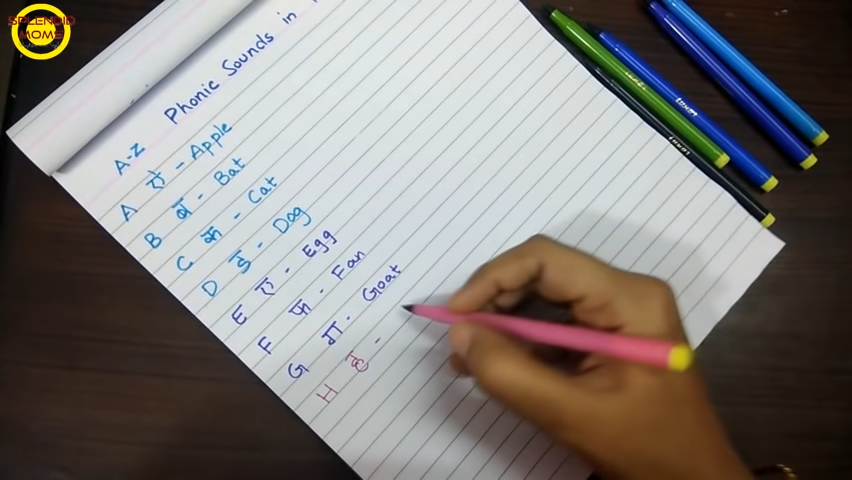 SPLENDID
MOMS
A-Z Phonic Sounds in
A ऐ - Apple
B ब - Bat
C क - Cat
D ड - Dog
E ए - Egg
F फ - Fan
G ग - Goat
H ह -